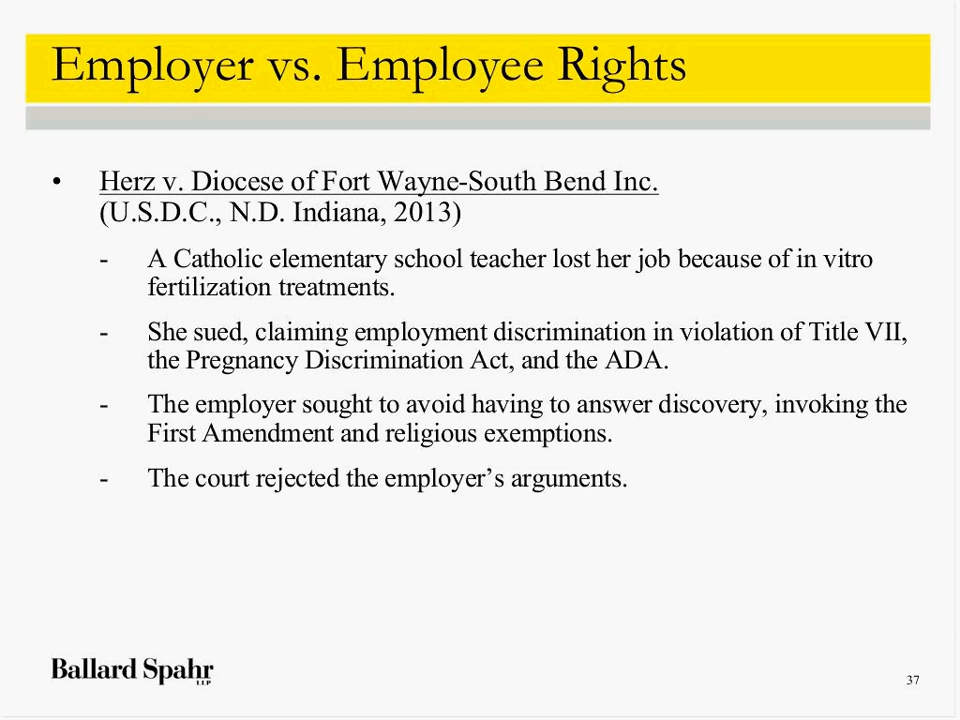 Employer vs. Employee Rights
• Herz v. Diocese of Fort Wayne-South Bend Inc.
(U.S.D.C., N.D. Indiana, 2013)
- A Catholic elementary school teacher lost her job because of in vitro
fertilization treatments.
- She sued, claiming employment discrimination in violation of Title VII,
the Pregnancy Discrimination Act, and the ADA.
- The employer sought to avoid having to answer discovery, invoking the
First Amendment and religious exemptions.
- The court rejected the employer’s arguments.
Ballard Spahr
LLP
37